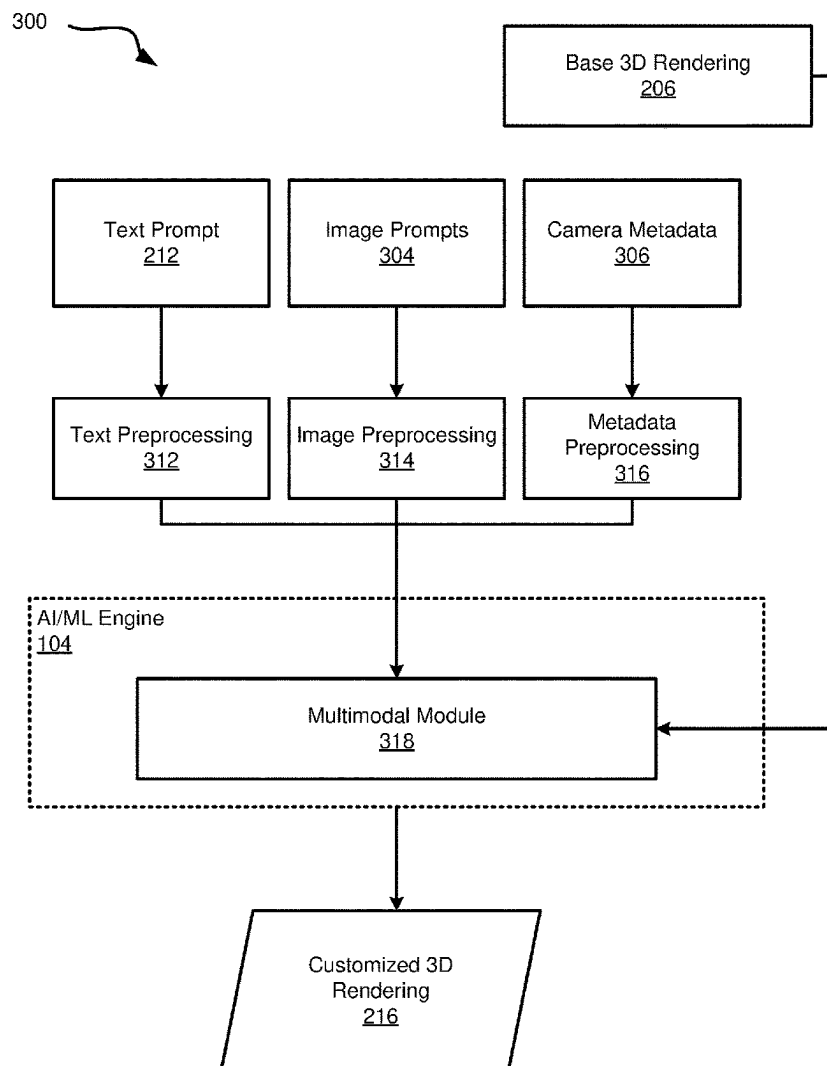 300
Base 3D Rendering
206
Text Prompt
212
Image Prompts
304
Camera Metadata
306
Text Preprocessing
312
Image Preprocessing
314
Metadata
Preprocessing
316
AI/ML Engine
104
Multimodal Module
318
Customized 3D
Rendering
216